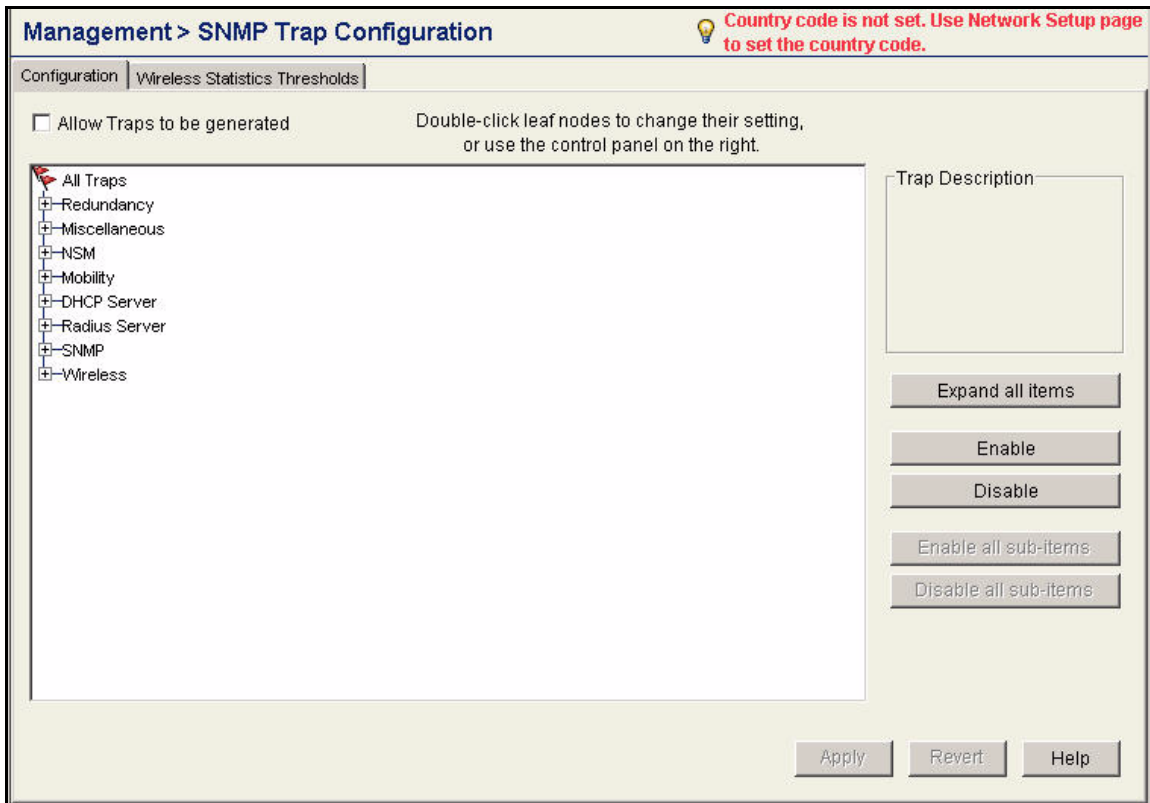 Management > SNMP Trap Configuration
Country code is not set. Use Network Setup page
to set the country code.
Configuration
Wireless Statistics Thresholds
Allow Traps to be generated
Double-click leaf nodes to change their setting,
or use the control panel on the right.
All Traps
Redundancy
Miscellaneous
NSM
Mobility
DHCP Server
Radius Server
SNMP
Wireless
Trap Description
Expand all items
Enable
Disable
Enable all sub-items
Disable all sub-items
Apply
Revert
Help